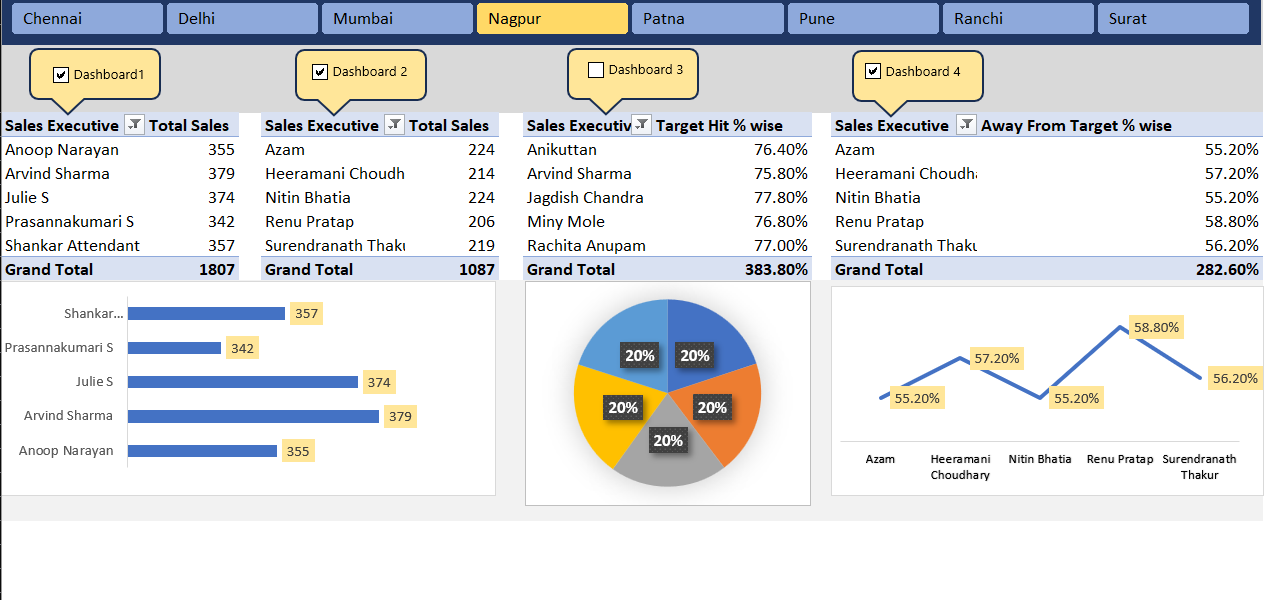 Chennai Delhi Mumbai Nagpur Patna Pune Ranchi Surat
Dashboard1 Dashboard 2 Dashboard 3 Dashboard 4
Sales Executive Total Sales
Anoop Narayan 355
Arvind Sharma 379
Julie S 374
Prasannakumari S 342
Shankar Attendant 357
Grand Total 1807
Sales Executive Total Sales
Azam 224
Heeramani Choudh
214
Nitin Bhatia 224
Renu Pratap 206
Surendranath Thaku 219
Grand Total 1087
Sales Executiv Target Hit % wise
Anikuttan 76.40%
Arvind Sharma 75.80%
Jagdish Chandra 77.80%
Miny Mole 76.80%
Rachita Anupam 77.00%
Grand Total 383.80%
Sales Executive Away From Target % wise
Azam 55.20%
Heeramani Choudha 57.20%
Nitin Bhatia 55.20%
Renu Pratap 58.80%
Surendranath Thaku 56.20%
Grand Total 282.60%
Shankar... 357
Prasannakumari S 342
Julie S 374
Arvind Sharma 379
Anoop Narayan 355
20% 20%
20% 20%
20%
58.80%
57.20%
56.20%
55.20% 55.20%
Azam Heeramani Choudhary Nitin Bhatia Renu Pratap Surendranath Thakur